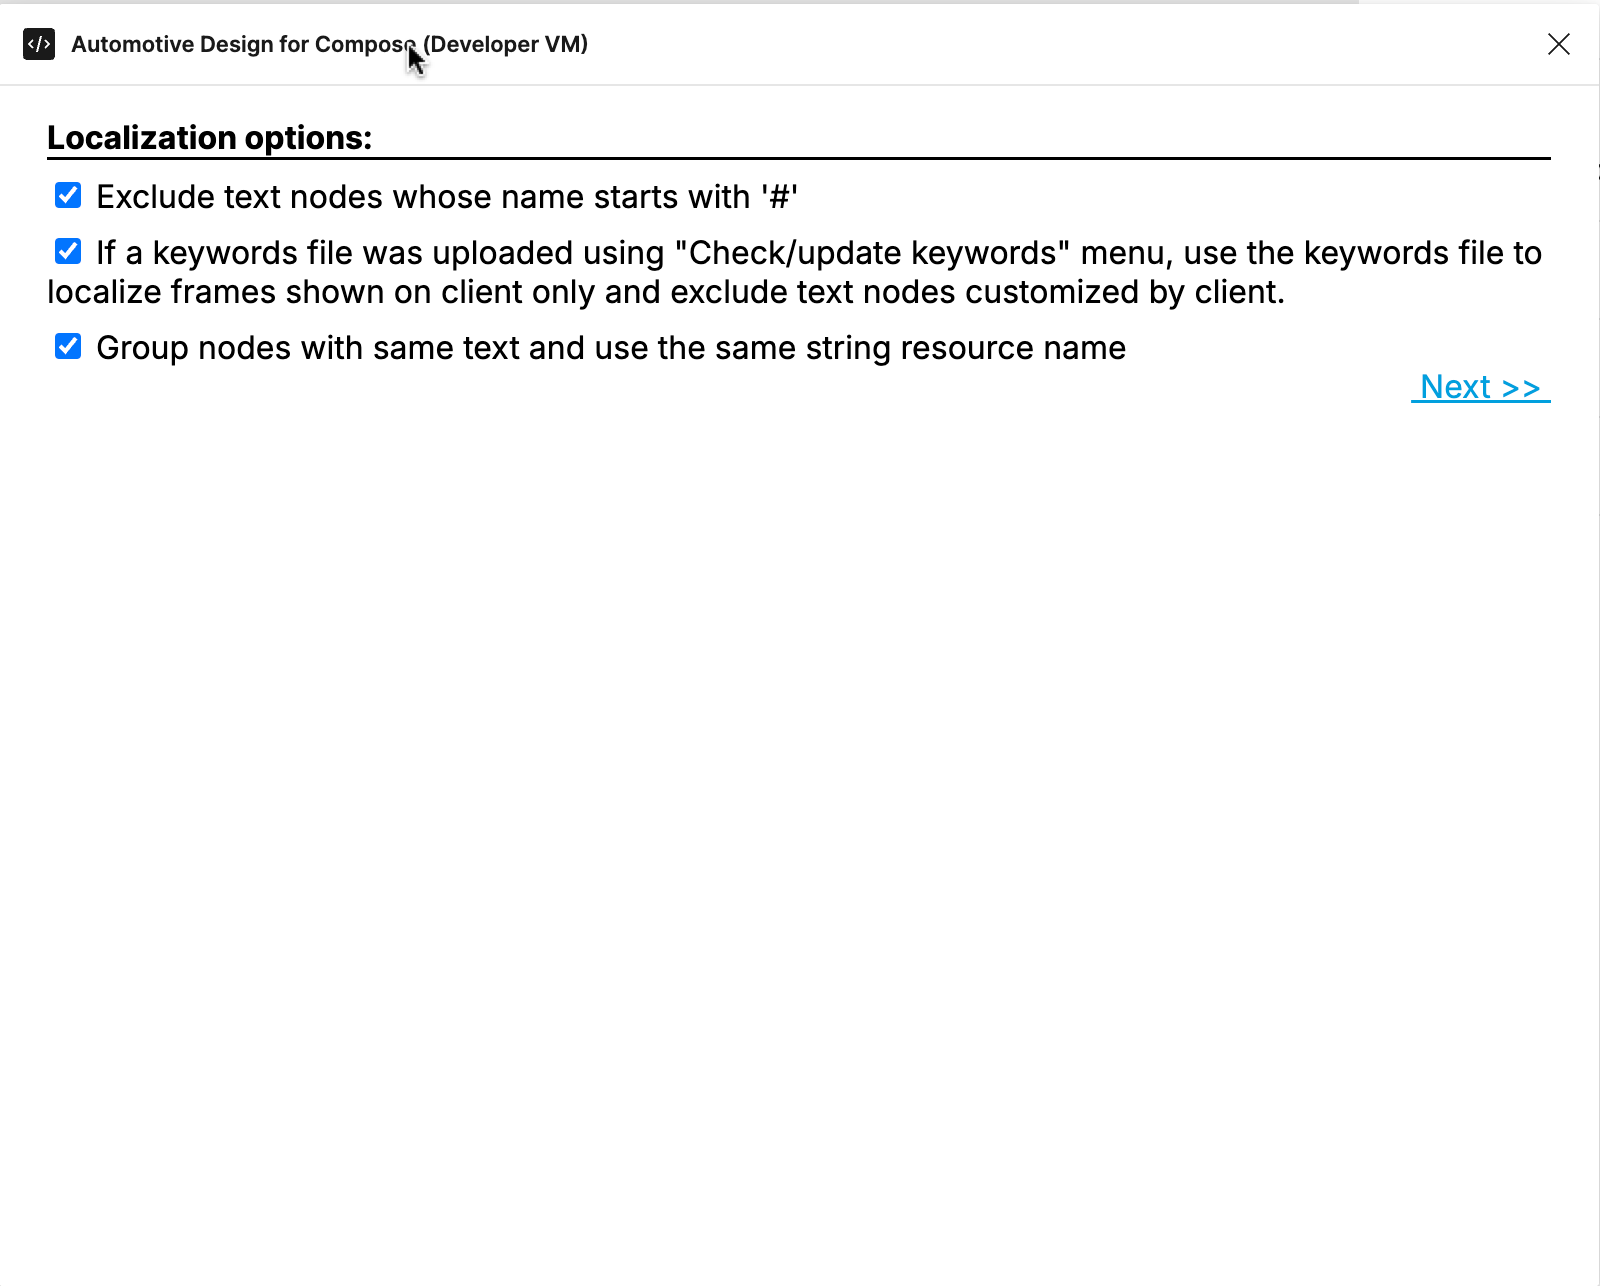 </> Automotive Design for Compose (Developer VM)
Localization options:
Exclude text nodes whose name starts with '#'
If a keywords file was uploaded using "Check/update keywords" menu, use the keywords file to
localize frames shown on client only and exclude text nodes customized by client.
Group nodes with same text and use the same string resource name
Next >>